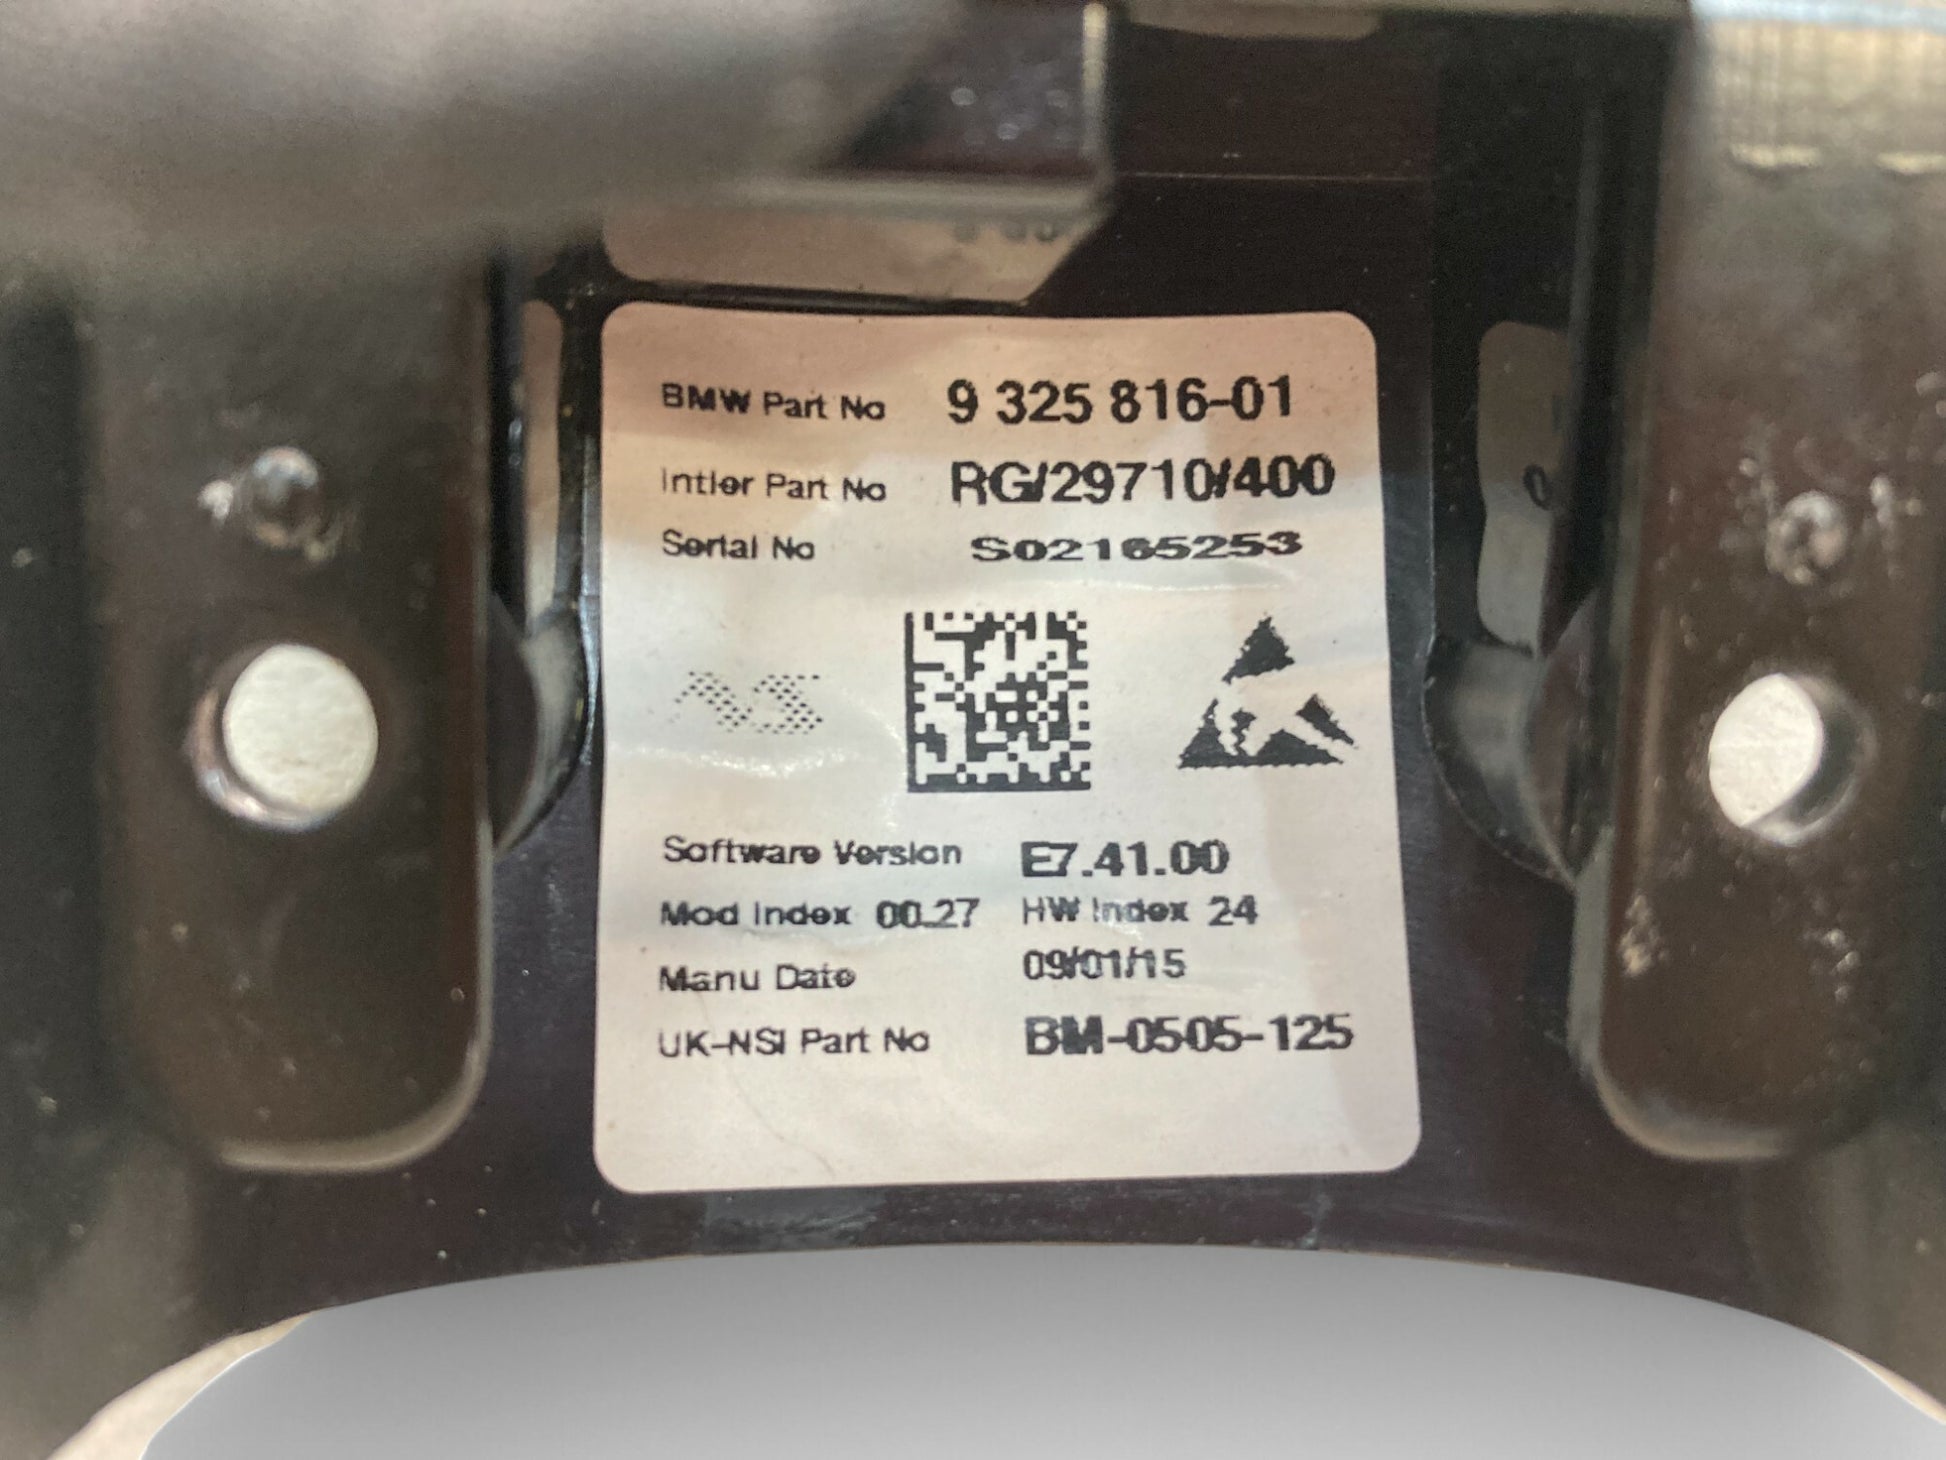 BMW Part No 9 325 816-01
Intier Part No RG/29710/400
Serial No S02165253
NS
Software Version E7.41.00
Mod Index 00.27 HW Index 24
Manu Date 09/01/15
UK-NSI Part No BM-0505-125